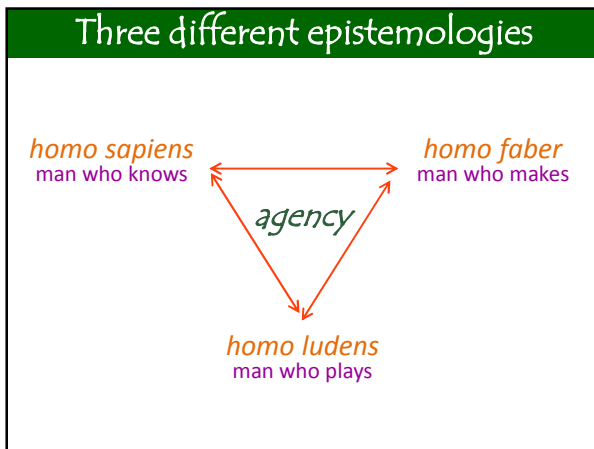 Three different epistemologies
homo sapiens
man who knows
homo faber
man who makes
agency
homo ludens
man who plays